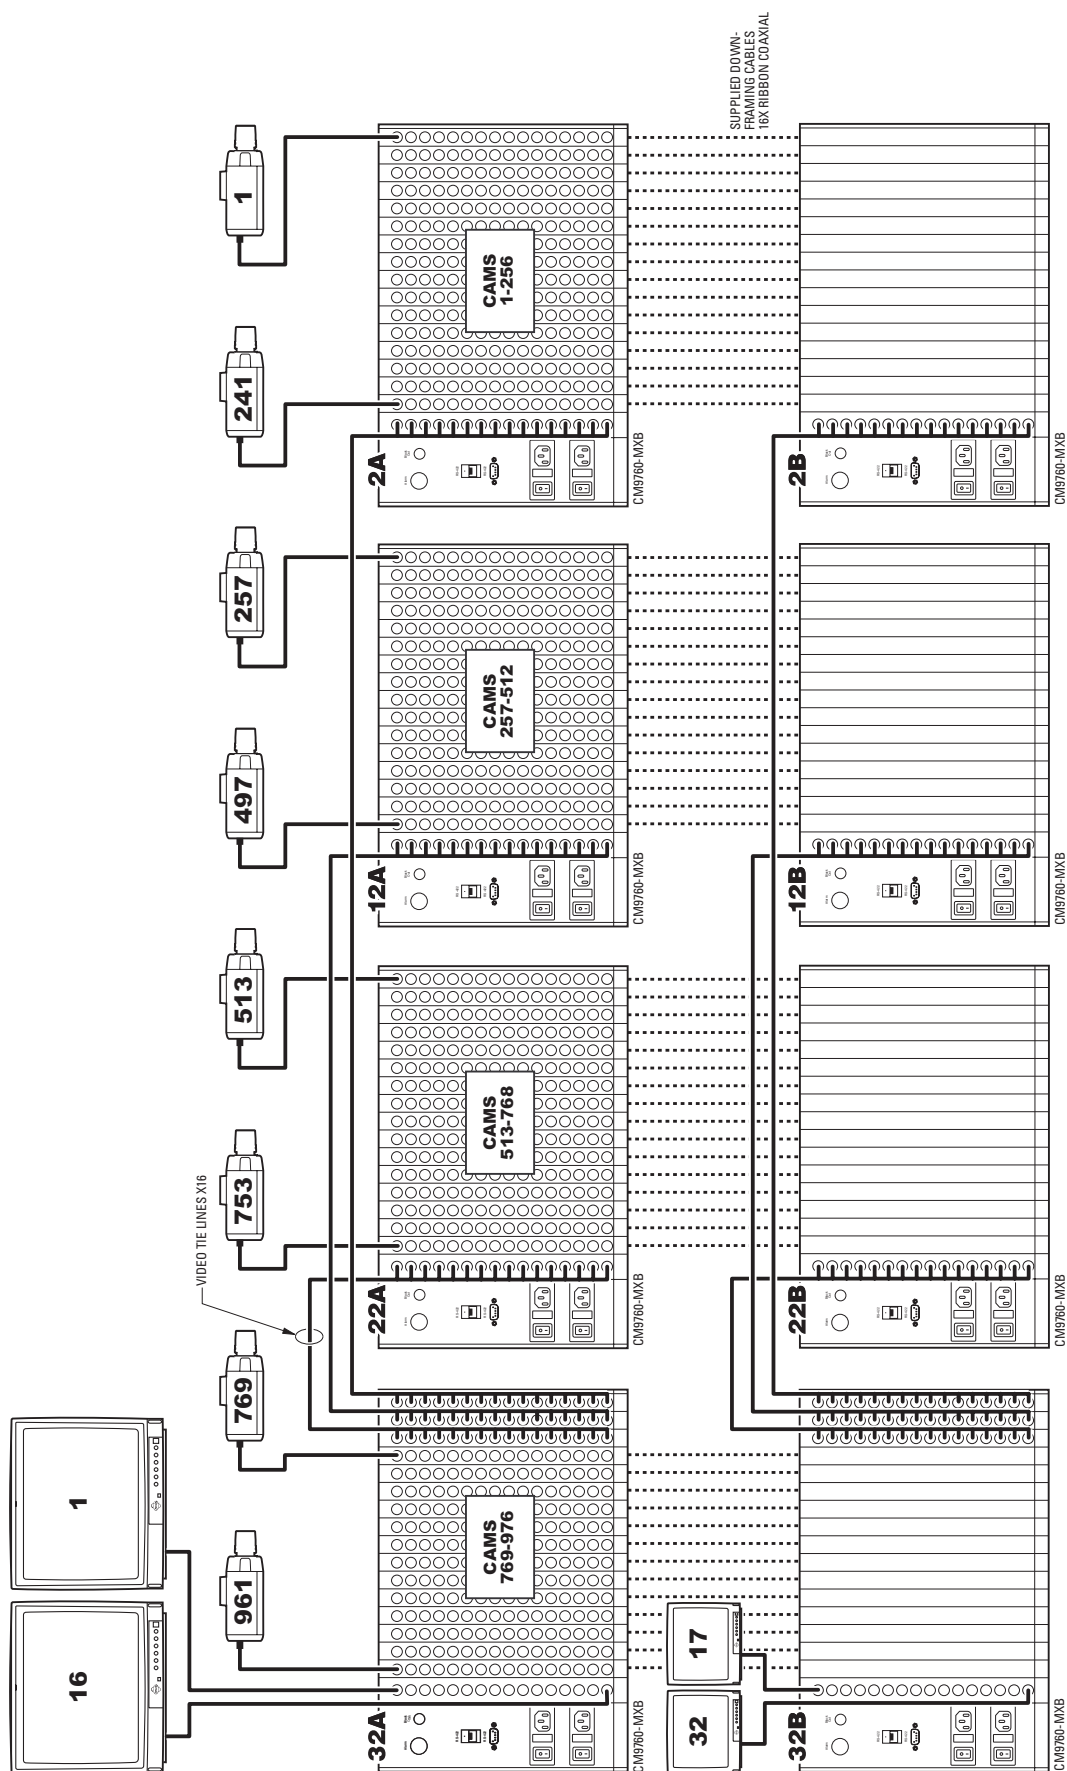 SUPPLIED DOWN-
FRAMING CABLES
16X RIBBON COAXIAL
1
241
257
497
513
753
769
961
VIDEO TIE LINES X16
1
16
CAMS
1-256
2A
CM9760-MXB
CAMS
257-512
12A
CM9760-MXB
CAMS
513-768
22A
CM9760-MXB
CAMS
769-976
32A
CM9760-MXB
2B
CM9760-MXB
12B
CM9760-MXB
22B
CM9760-MXB
17
32
32B
CM9760-MXB